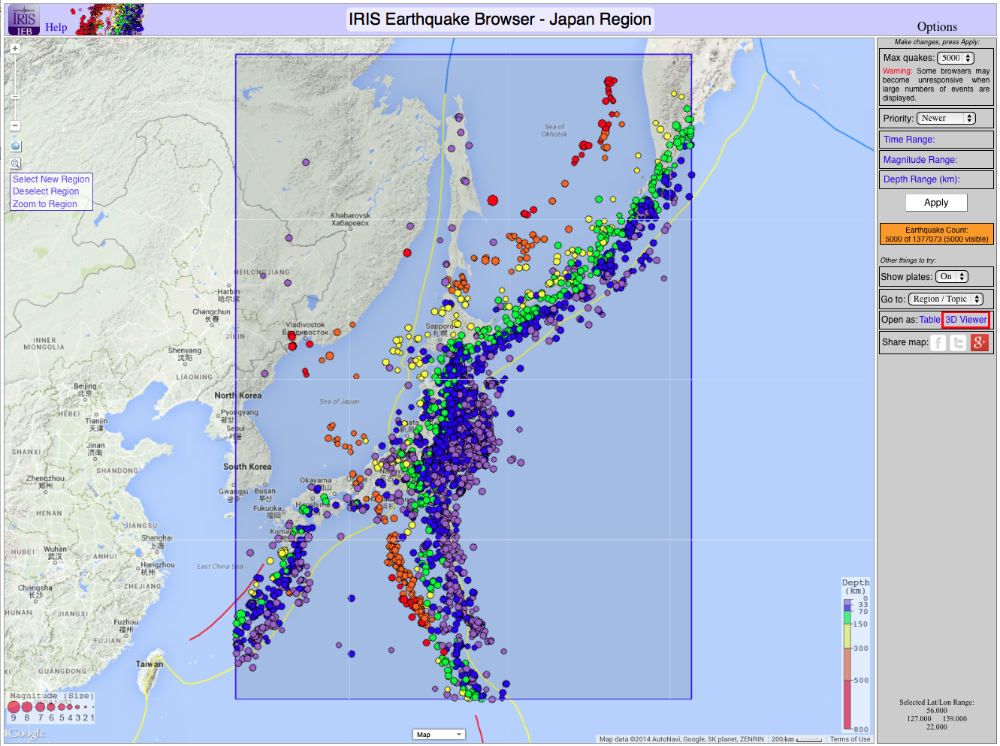 IRIS
IEB
Help
IRIS Earthquake Browser - Japan Region
Options
Make changes, press Apply:
Max quakes: 5000
Warning: Some browsers may
become unresponsive when
large numbers of events are
displayed.
Priority: Newer
Time Range:
Magnitude Range:
Depth Range (km):
Apply
Earthquake Count:
5000 of 1377073 (5000 visible)
Other things to try:
Show plates: On
Go to: Region / Topic
Open as: Table 3D Viewer
Share map:
Selected Lat/Lon Range:
56.000
127.000 159.000
22.000
Select New Region
Deselect Region
Zoom to Region
Sea of
Okhotsk
Khabarovsk
Хабаровск
HEILONGJIANG
Harbin
哈尔滨
Changchun
长春
Vladivostok
Владивосток
JILIN
INNER
MONGOLIA
Shenyang
沈阳
LIAONING
Sapporo
札幌
Beijing
北京
North Korea
Sea of Japan
HEBEI
Tianjin
天津
Pyongyang
평양
Seoul
서울
Jinan
济南
SHANXI
SHANDONG
South Korea
Zhengzhou
郑州
Gwangju
광주
Busan
부산
Okayama
岡山
Fukuoka
福岡
Hiroshima
HENAN
JIANGSU
Shanghai
上海
HUBEI
Wuhan
武汉
ANHUI
Hangzhou
杭州
East China Sea
Changsha
长沙
ZHEJIANG
HUNAN
JIANGXI
Fuzhou
福州
FUJIAN
Taiwan
GUANGDONG
Hong Kong
Magnitude (Size)
9 8 7 6 5 4 3 2 1
Google
Depth
(km)
0
33
70
150
300
500
800
Map
Map data ©2014 AutoNavi, Google, SK planet, ZENRIN
200 km
Terms of Use